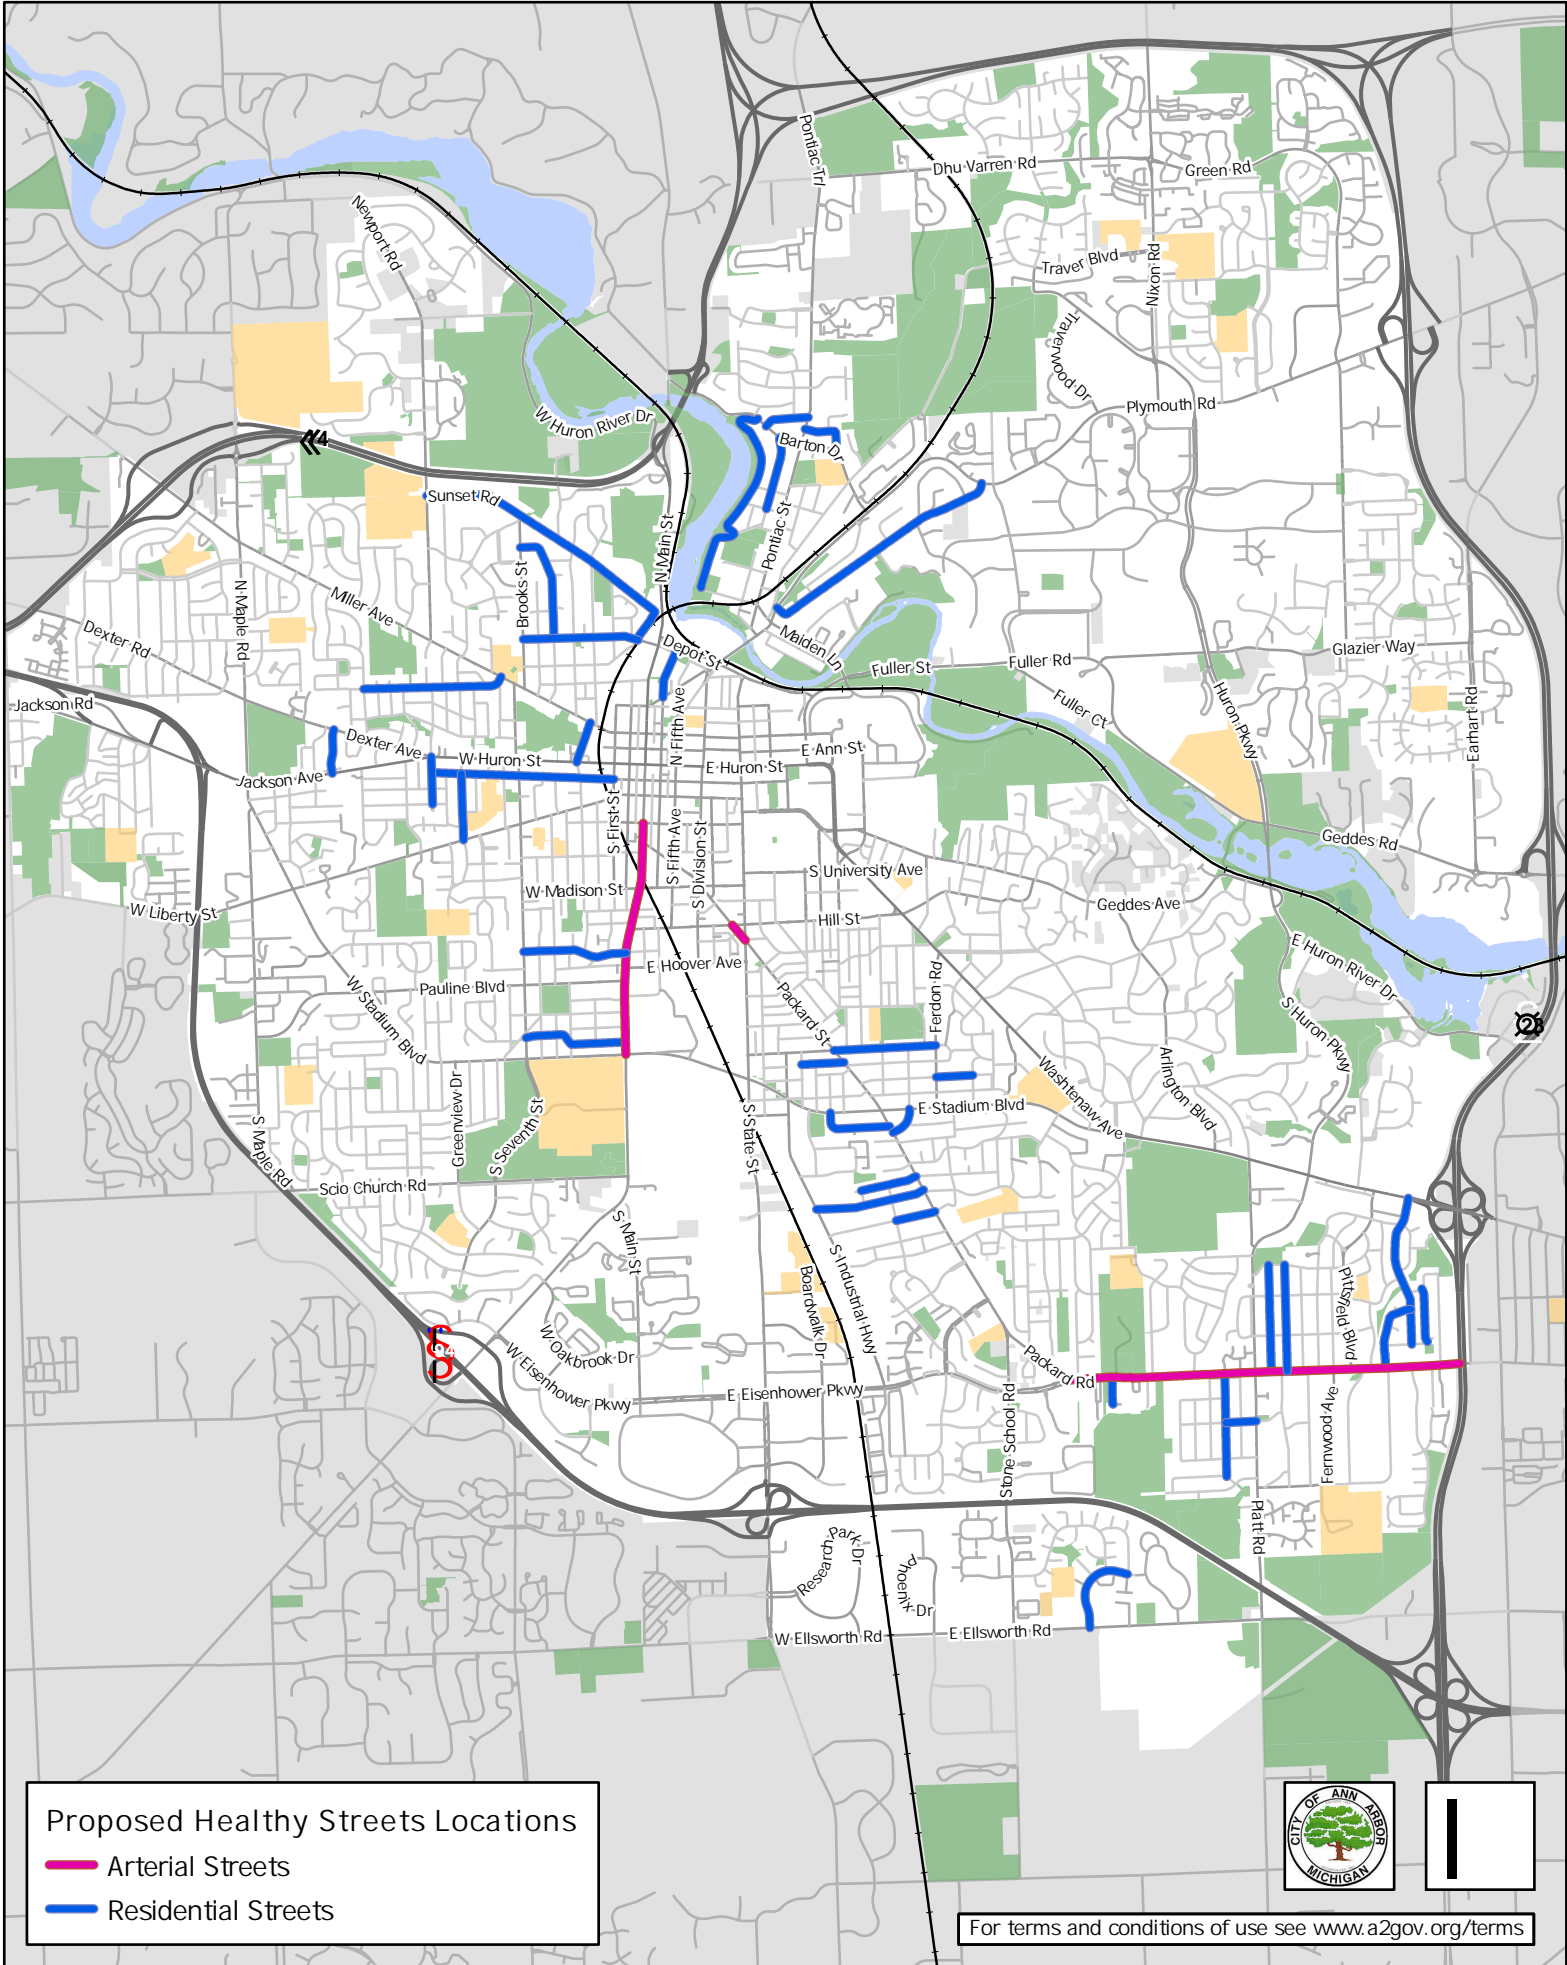 Pontiac Trl
Dhu Varren Rd
Green Rd
Newport Rd
Traver Blvd
Nixon Rd
Traverwood Dr
Plymouth Rd
W Huron River Dr
Barton Dr
Sunset Rd
N Main St
Pontiac St
Brooks St
N Maple Rd
Miller Ave
Dexter Rd
Maiden Ln
Depot St
Fuller St
Fuller Rd
Glazier Way
Fuller Ct
Huron Pkwy
Earhart Rd
Jackson Rd
N Fifth Ave
Dexter Ave
W Huron St
E Ann St
E Huron St
Jackson Ave
S First St
S Fifth Ave
S Division St
Geddes Rd
S University Ave
W Madison St
Geddes Ave
W Liberty St
Hill St
E Hoover Ave
E Huron River Dr
Pauline Blvd
W Stadium Blvd
Packard St
Ferdon Rd
S Huron Pkwy
23
Arlington Blvd
Washtenaw Ave
Greenview Dr
S Seventh St
E Stadium Blvd
S State St
S Maple Rd
Scio Church Rd
S Main St
S Industrial Hwy
Boardwalk Dr
Pittsfield Blvd
W Oakbrook Dr
W Eisenhower Pkwy
Packard Rd
E Eisenhower Pkwy
Stone School Rd
Fernwood Ave
Platt Rd
Research Park Dr
Phoenix Dr
W Ellsworth Rd
E Ellsworth Rd
Proposed Healthy Streets Locations
Arterial Streets
Residential Streets
CITY OF ANN ARBOR
MICHIGAN
For terms and conditions of use see www.a2gov.org/terms